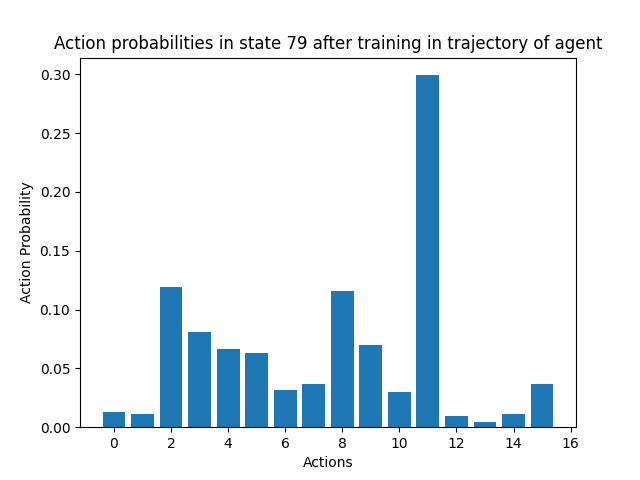 Action probabilities in state 79 after training in trajectory of agent
0.30
0.25
0.20
0.15
0.10
0.05
0.00
Action Probability
0 2 4 6 8 10 12 14 16
Actions